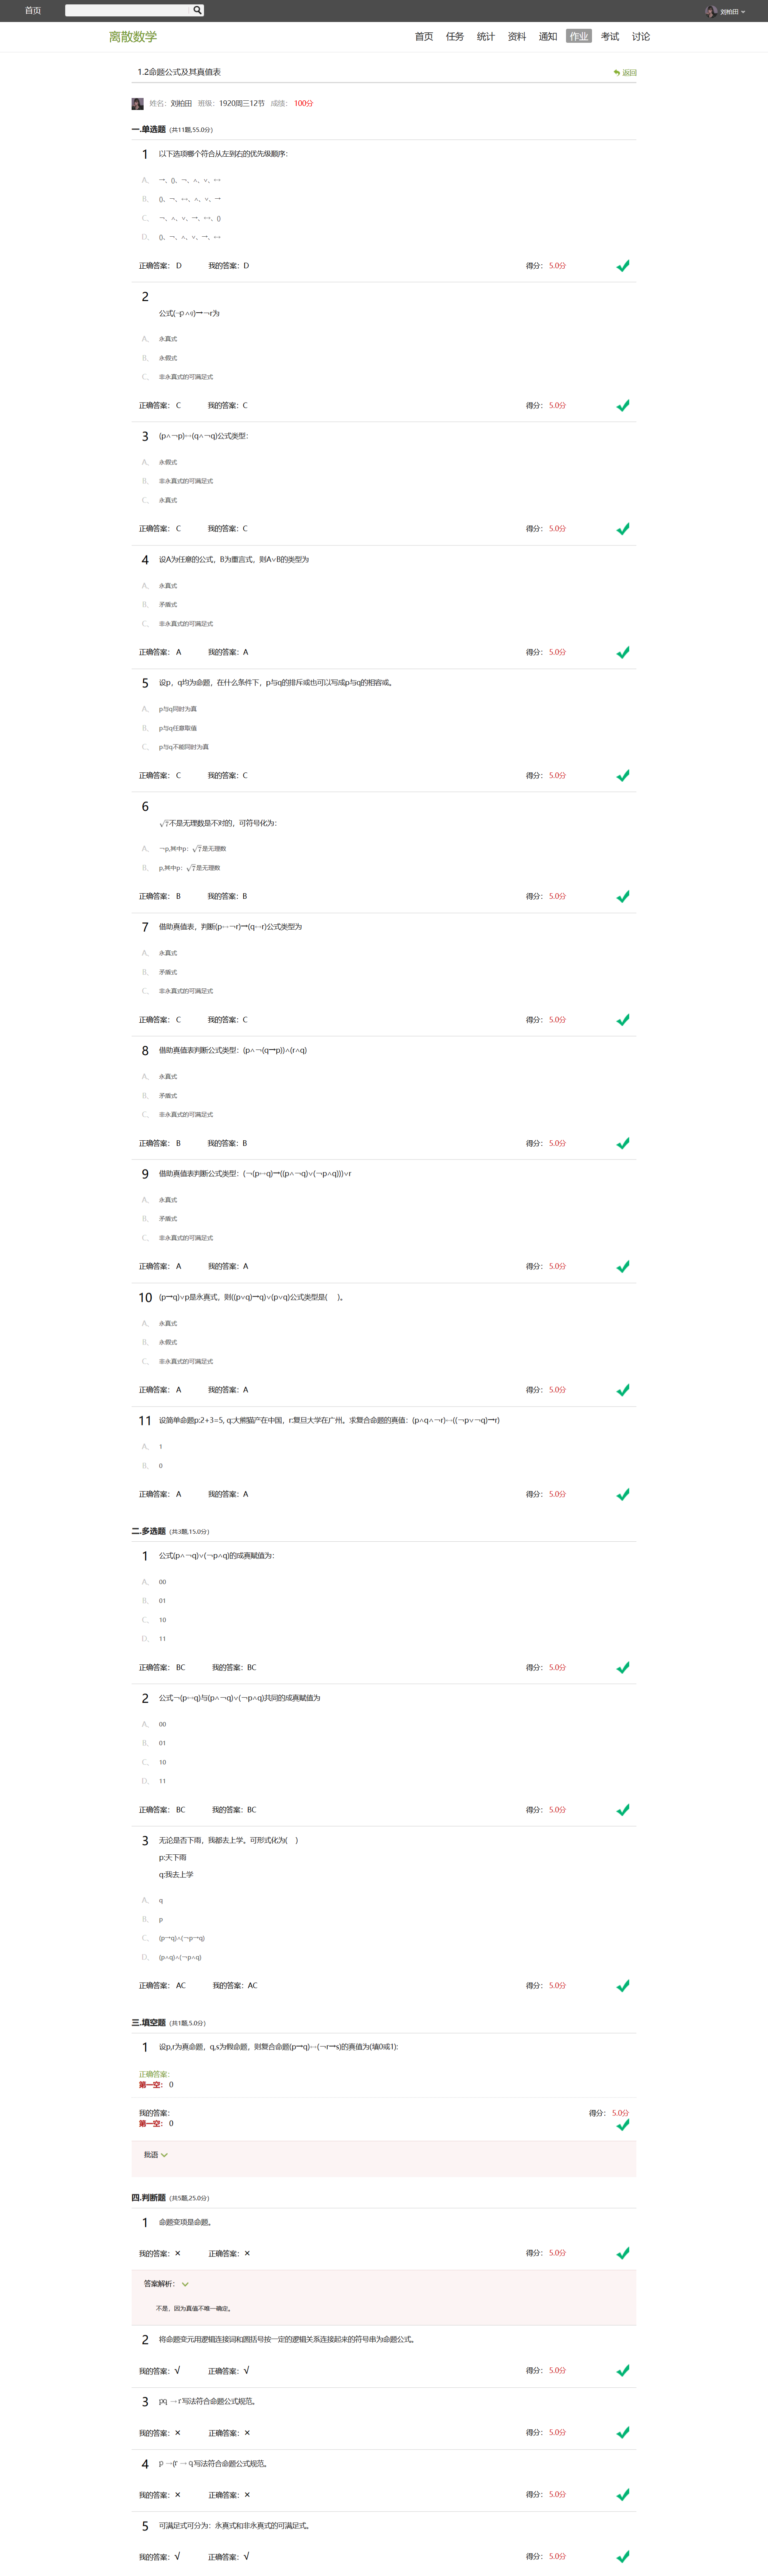 首页
刘柏田
离散数学
首页 任务 统计 资料 通知 作业 考试 讨论
1.2命题公式及其真值表
返回
姓名：刘柏田 班级：1920周三12节 成绩：100分
一.单选题 (共11题,55.0分)
1 以下选项哪个符合从左到右的优先级顺序：
A、 →、()、¬、∧、∨、↔
B、 ()、¬、↔、∧、∨、→
C、 ¬、∧、∨、→、↔、()
D、 ()、¬、∧、∨、→、↔
正确答案： D 我的答案：D 得分： 5.0分
2
公式(¬p∧q)→¬r为
A、 永真式
B、 永假式
C、 非永真式的可满足式
正确答案： C 我的答案：C 得分： 5.0分
3 (p∧¬p)↔(q∧¬q)公式类型：
A、 永假式
B、 非永真式的可满足式
C、 永真式
正确答案： C 我的答案：C 得分： 5.0分
4 设A为任意的公式，B为重言式，则A∨B的类型为
A、 永真式
B、 矛盾式
C、 非永真式的可满足式
正确答案： A 我的答案：A 得分： 5.0分
5 设p，q均为命题，在什么条件下，p与q的排斥或也可以写成p与q的相容或。
A、 p与q同时为真
B、 p与q任意取值
C、 p与q不能同时为真
正确答案： C 我的答案：C 得分： 5.0分
6
不是无理数是不对的，可符号化为：
A、 ¬p,其中p：√7是无理数
B、 p,其中p：√7是无理数
正确答案： B 我的答案：B 得分： 5.0分
7 借助真值表，判断(p↔¬r)→(q↔r)公式类型为
A、 永真式
B、 矛盾式
C、 非永真式的可满足式
正确答案： C 我的答案：C 得分： 5.0分
8 借助真值表判断公式类型：(p∧¬(q→p))∧(r∧q)
A、 永真式
B、 矛盾式
C、 非永真式的可满足式
正确答案： B 我的答案：B 得分： 5.0分
9 借助真值表判断公式类型：(¬(p↔q)→((p∧¬q)∨(¬p∧q)))∨r
A、 永真式
B、 矛盾式
C、 非永真式的可满足式
正确答案： A 我的答案：A 得分： 5.0分
10 (p→q)∨p是永真式，则((p∨q)→q)∨(p∨q)公式类型是( )。
A、 永真式
B、 永假式
C、 非永真式的可满足式
正确答案： A 我的答案：A 得分： 5.0分
11 设简单命题p:2+3=5, q:大熊猫产在中国，r:复旦大学在广州。求复合命题的真值：(p∧q∧¬r)↔((¬p∨¬q)→r)
A、 1
B、 0
正确答案： A 我的答案：A 得分： 5.0分
二.多选题 (共3题,15.0分)
1 公式(p∧¬q)∨(¬p∧q)的成真赋值为：
A、 00
B、 01
C、 10
D、 11
正确答案： BC 我的答案：BC 得分： 5.0分
2 公式¬(p↔q)与(p∧¬q)∨(¬p∧q)共同的成真赋值为
A、 00
B、 01
C、 10
D、 11
正确答案： BC 我的答案：BC 得分： 5.0分
3 无论是否下雨，我都去上学。可形式化为( )
p:天下雨
q:我去上学
A、 q
B、 p
C、 (p→q)∧(¬p→q)
D、 (p∧q)∧(¬p∧q)
正确答案： AC 我的答案：AC 得分： 5.0分
三.填空题 (共1题,5.0分)
1 设p,r为真命题，q,s为假命题，则复合命题(p→q)↔(¬r→s)的真值为(填0或1):
正确答案：
第一空： 0
我的答案： 得分： 5.0分
第一空： 0
批语
四.判断题 (共5题,25.0分)
1 命题变项是命题。
我的答案：× 正确答案：× 得分： 5.0分
答案解析：
不是，因为真值不唯一确定。
2 将命题变元用逻辑连接词和圆括号按一定的逻辑关系连接起来的符号串为命题公式。
我的答案：√ 正确答案：√ 得分： 5.0分
3 pq → r写法符合命题公式规范。
我的答案：× 正确答案：× 得分： 5.0分
4 p →(r → q写法符合命题公式规范。
我的答案：× 正确答案：× 得分： 5.0分
5 可满足式可分为：永真式和非永真式的可满足式。
我的答案：√ 正确答案：√ 得分： 5.0分